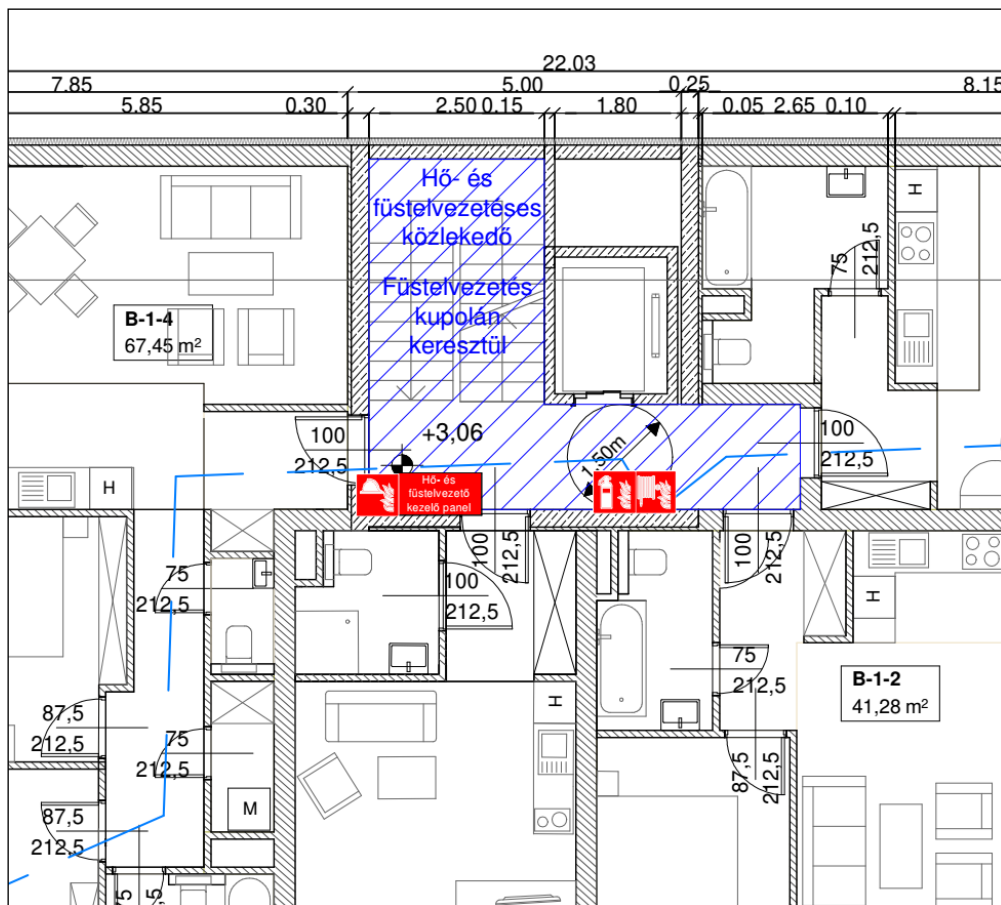 22.03
7.85
5.00
0.25
8.15
5.85
0.30
2.50
0.15
1.80
0.05
2.65
0.10
Hő- és
füstelvezetéses
közlekedő
Füstelvezetés
kupolán
keresztül
H
75
212,5
B-1-4
67,45 m²
100
212,5
+3,06
1.50m
100
212,5
H
Hő- és
füstelvezető
kezelő panel
75
212,5
100
212,5
100
212,5
100
212,5
H
75
212,5
B-1-2
41,28 m²
87,5
212,5
75
212,5
H
87,5
212,5
M
87,5
212,5
75